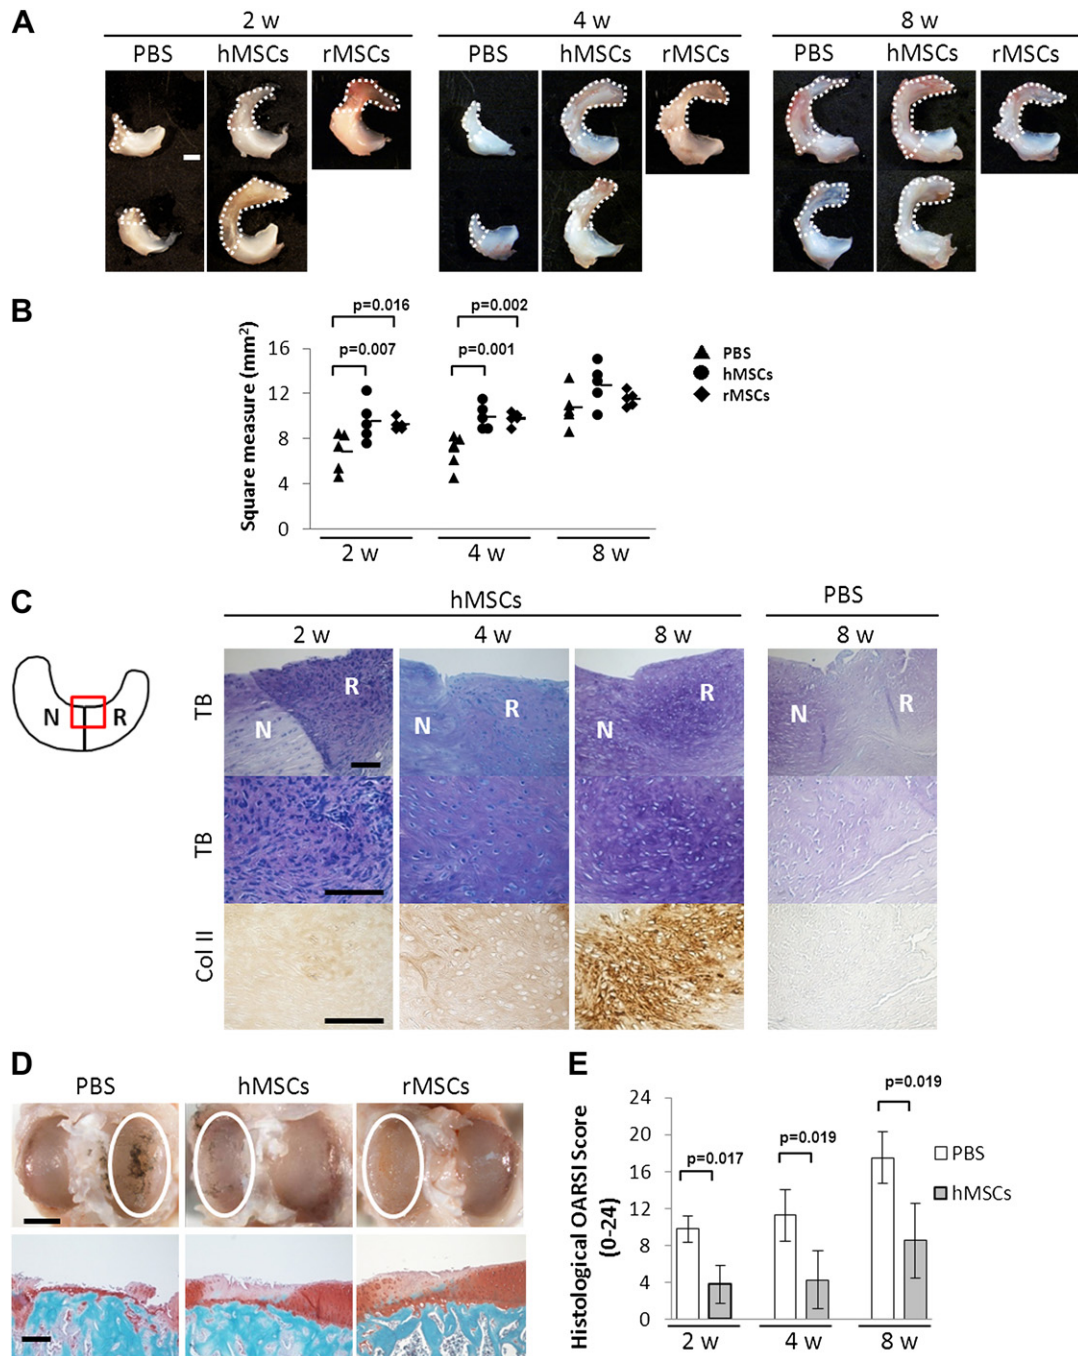 A
2 w
4 w
8 w
PBS hMSCs rMSCs
PBS hMSCs rMSCs
PBS hMSCs rMSCs
B
p=0.016
p=0.002
p=0.007
p=0.001
Square measure (mm²)
16
12
8
4
0
2 w
4 w
8 w
PBS
hMSCs
rMSCs
C
hMSCs
PBS
2 w
4 w
8 w
8 w
N R
TB
N R
N R
N R
N R
TB
Col II
D
PBS
hMSCs
rMSCs
E
Histological OARSI Score
(0-24)
24
20
16
12
8
4
0
p=0.017
p=0.019
p=0.019
PBS
hMSCs
2 w
4 w
8 w